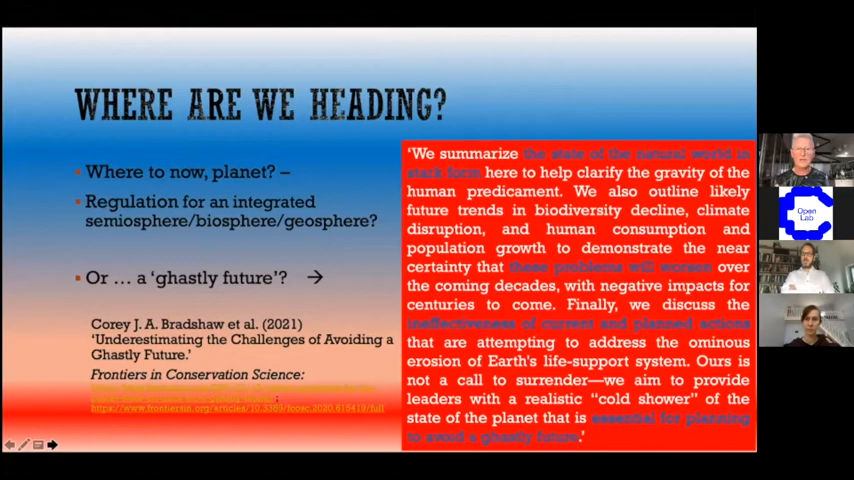 WHERE ARE WE HEADING?
▪ Where to now, planet? –
▪ Regulation for an integrated
semiosphere/biosphere/geosphere?
▪ Or … a ‘ghastly future’? →
Corey J. A. Bradshaw et al. (2021)
‘Underestimating the Challenges of Avoiding a
Ghastly Future.’
Frontiers in Conservation Science:
https://www.frontiersin.org/articles/10.3389/fcosc.2020.615419/full
‘We summarize the state of the natural world in
stark form here to help clarify the gravity of the
human predicament. We also outline likely
future trends in biodiversity decline, climate
disruption, and human consumption and
population growth to demonstrate the near
certainty that these problems will worsen over
the coming decades, with negative impacts for
centuries to come. Finally, we discuss the
ineffectiveness of current and planned actions
that are attempting to address the ominous
erosion of Earth's life-support system. Ours is
not a call to surrender—we aim to provide
leaders with a realistic “cold shower” of the
state of the planet that is essential for planning
to avoid a ghastly future.’
Open
Lab